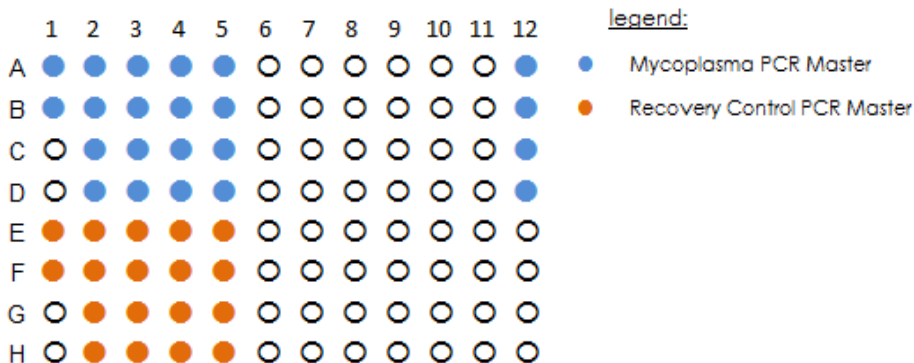 legend:
1 2 3 4 5 6 7 8 9 10 11 12
A
Mycoplasma PCR Master
B
Recovery Control PCR Master
C
D
E
F
G
H